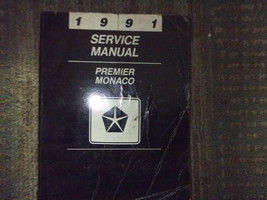 1991
SERVICE
MANUAL
PREMIER
MONACO